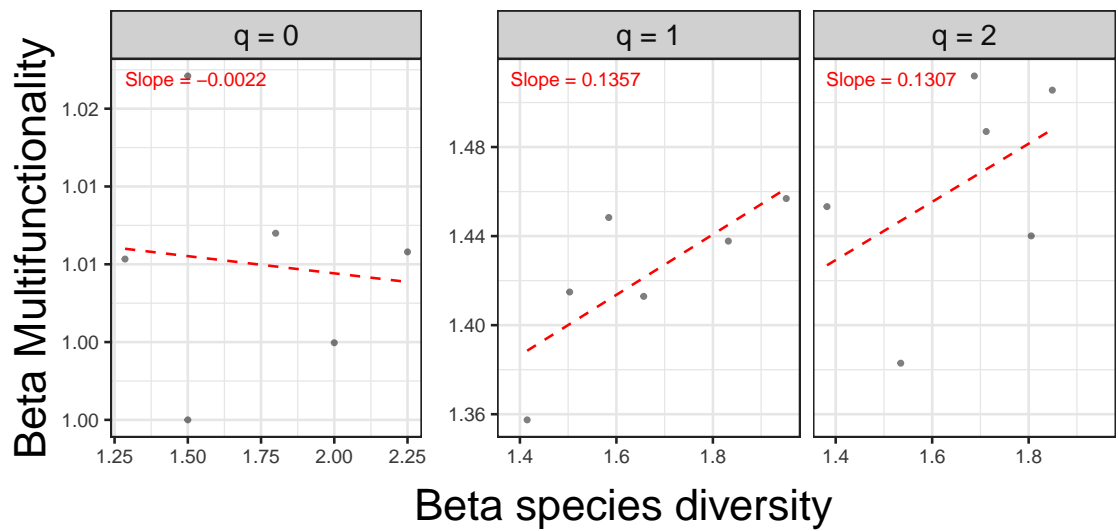 q = 0
q = 1
q = 2
Beta Multifunctionality
Slope = −0.0022
Slope = 0.1357
Slope = 0.1307
1.02
1.01
1.01
1.00
1.00
1.48
1.44
1.40
1.36
1.25
1.50
1.75
2.00
2.25
1.4
1.6
1.8
1.4
1.6
1.8
Beta species diversity